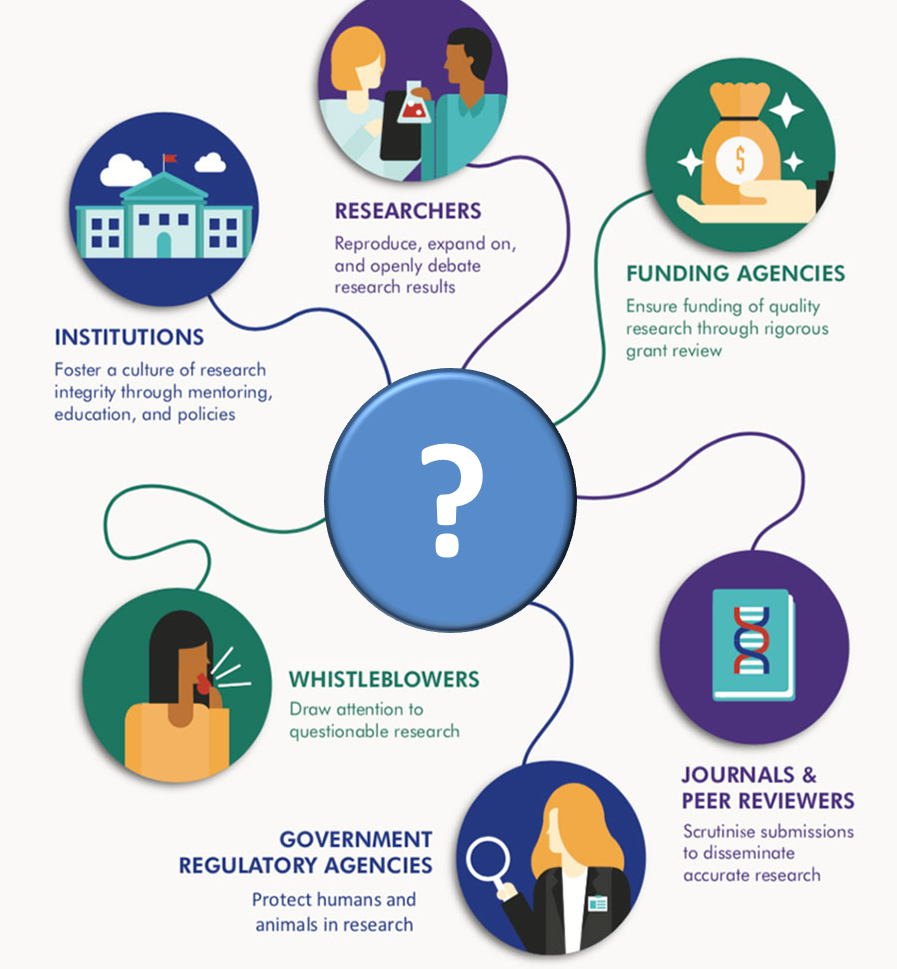 RESEARCHERS
Reproduce, expand on,
and openly debate
research results
$
FUNDING AGENCIES
Ensure funding of quality
research through rigorous
grant review
INSTITUTIONS
Foster a culture of research
integrity through mentoring,
education, and policies
?
WHISTLEBLOWERS
Draw attention to
questionable research
JOURNALS &
PEER REVIEWERS
Scrutinise submissions
to disseminate
accurate research
GOVERNMENT
REGULATORY AGENCIES
Protect humans and
animals in research